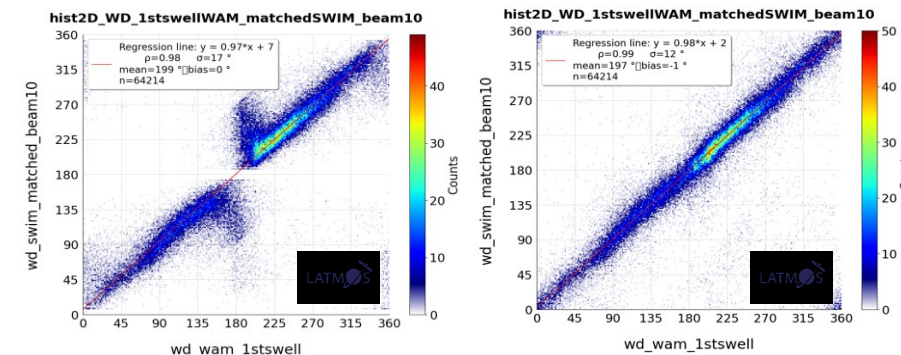 hist2D_WD_1stswellWAM_matchedSWIM_beam10
Regression line: y = 0.97*x + 7
ρ=0.98 σ=17 °
mean=199 °▯bias=0 °
n=64214
wd_swim_matched_beam10
360
315
270
225
180
135
90
45
0
0 45 90 135 180 225 270 315 360
wd_wam_1stswell
LATMOS
40
30
20
10
0
Counts
hist2D_WD_1stswellWAM_matchedSWIM_beam10
Regression line: y = 0.98*x + 2
ρ=0.99 σ=12 °
mean=197 °▯bias=-1 °
n=64214
wd_swim_matched_beam10
360
315
270
225
180
135
90
45
0
0 45 90 135 180 225 270 315 360
wd_wam_1stswell
LATMOS
50
40
30
20
10
0